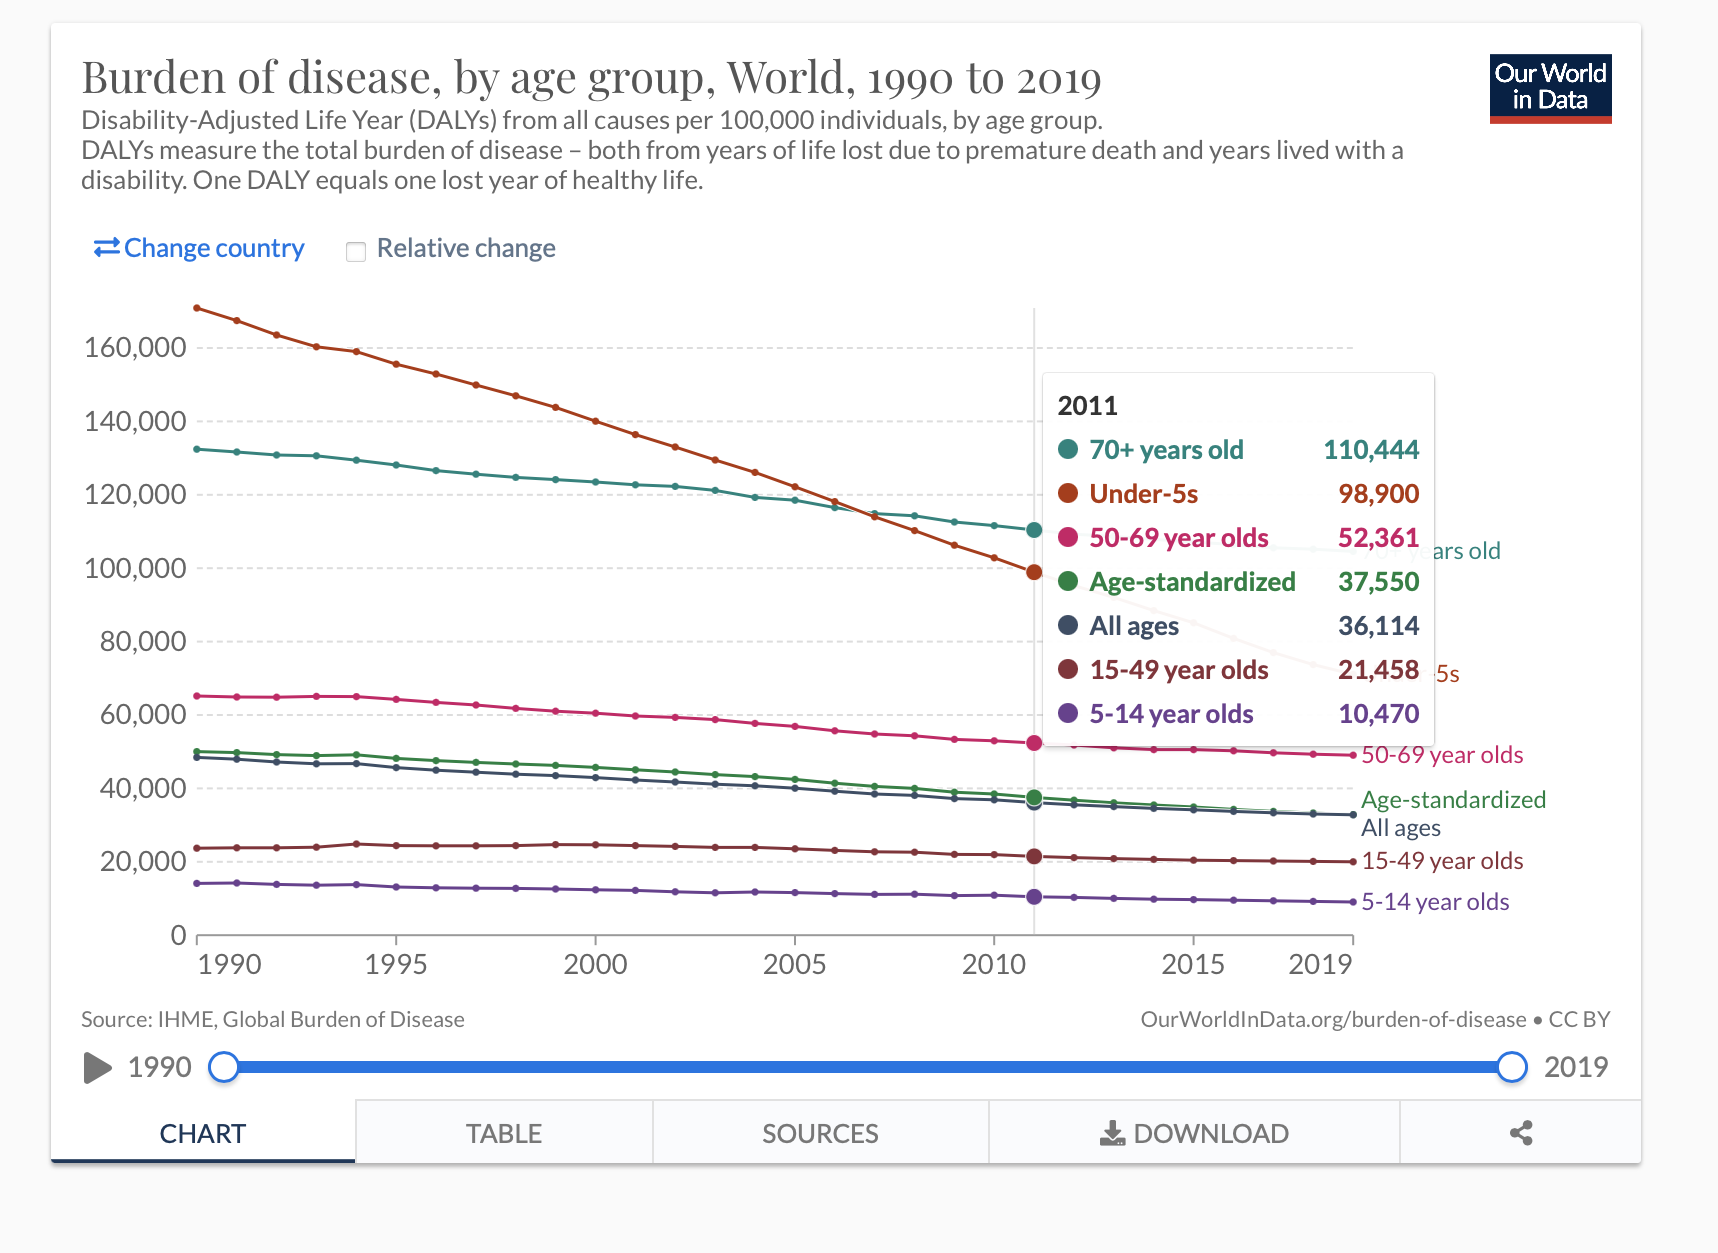 Burden of disease, by age group, World, 1990 to 2019
Our World
in Data
Disability-Adjusted Life Year (DALYs) from all causes per 100,000 individuals, by age group.
DALYs measure the total burden of disease – both from years of life lost due to premature death and years lived with a
disability. One DALY equals one lost year of healthy life.
Change country
Relative change
160,000
140,000
120,000
100,000
80,000
60,000
40,000
20,000
0
2011
70+ years old 110,444
Under-5s 98,900
50-69 year olds 52,361
Age-standardized 37,550
All ages 36,114
15-49 year olds 21,458
5-14 year olds 10,470
old
50-69 year olds
Age-standardized
All ages
15-49 year olds
5-14 year olds
1990 1995 2000 2005 2010 2015 2019
Source: IHME, Global Burden of Disease
OurWorldInData.org/burden-of-disease • CC BY
1990
2019
CHART
TABLE
SOURCES
DOWNLOAD